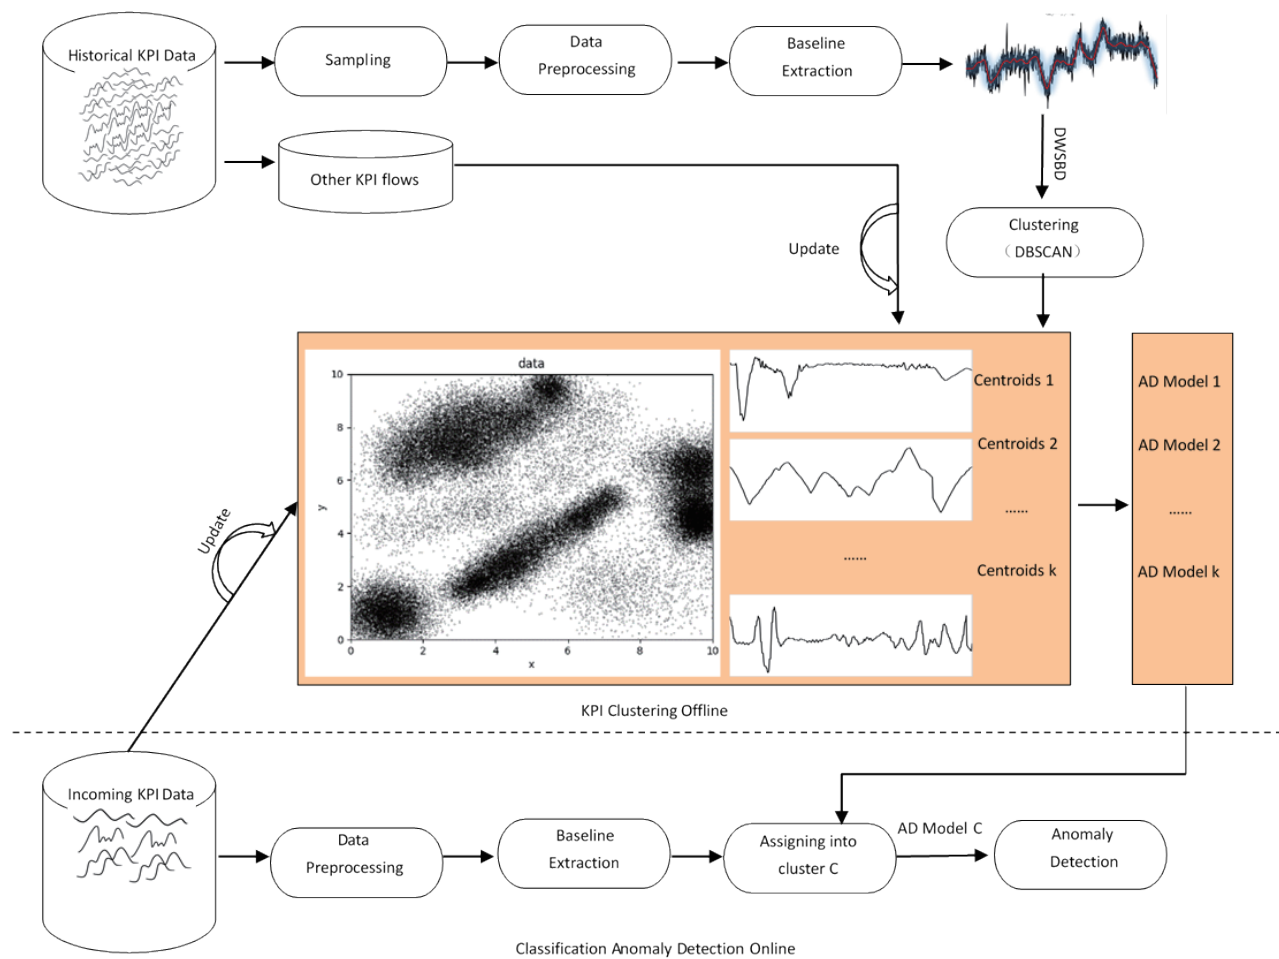 Historical KPI Data
Sampling
Data
Preprocessing
Baseline
Extraction
DWSBD
Other KPI flows
Update
Clustering
（DBSCAN）
data
10
8
6
4
2
0
y
0 2 4 6 8 10
x
Centroids 1
Centroids 2
......
......
Centroids k
AD Model 1
AD Model 2
......
AD Model k
Update
KPI Clustering Offline
Incoming KPI Data
Data
Preprocessing
Baseline
Extraction
Assigning into
cluster C
AD Model C
Anomaly
Detection
Classification Anomaly Detection Online